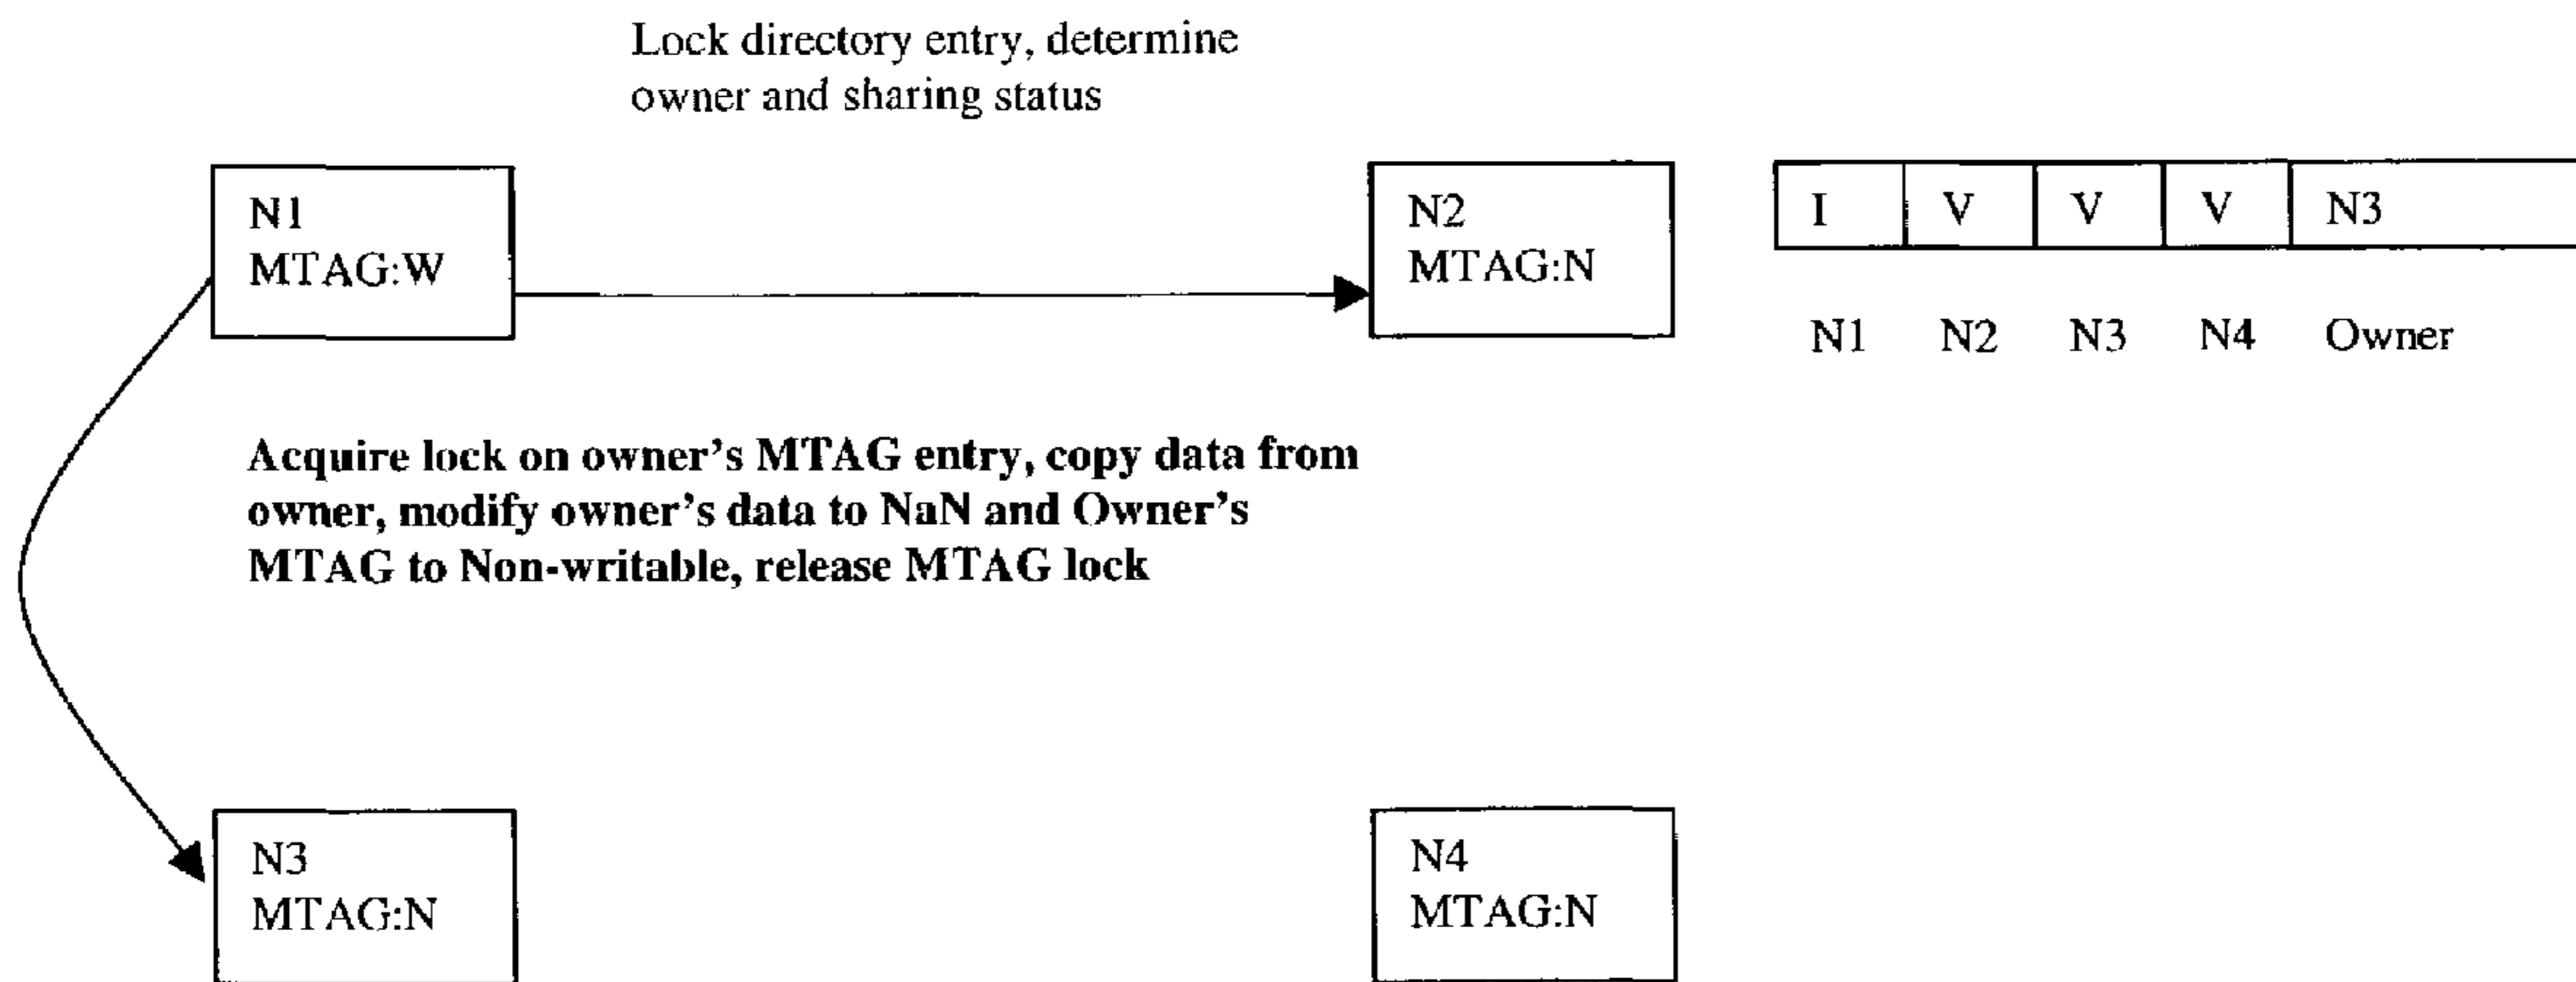 Lock directory entry, determine
owner and sharing status
N1
MTAG:W
N2
MTAG:N
I V V V N3
N1 N2 N3 N4 Owner
Acquire lock on owner's MTAG entry, copy data from
owner, modify owner's data to NaN and Owner's
MTAG to Non-writable, release MTAG lock
N3
MTAG:N
N4
MTAG:N